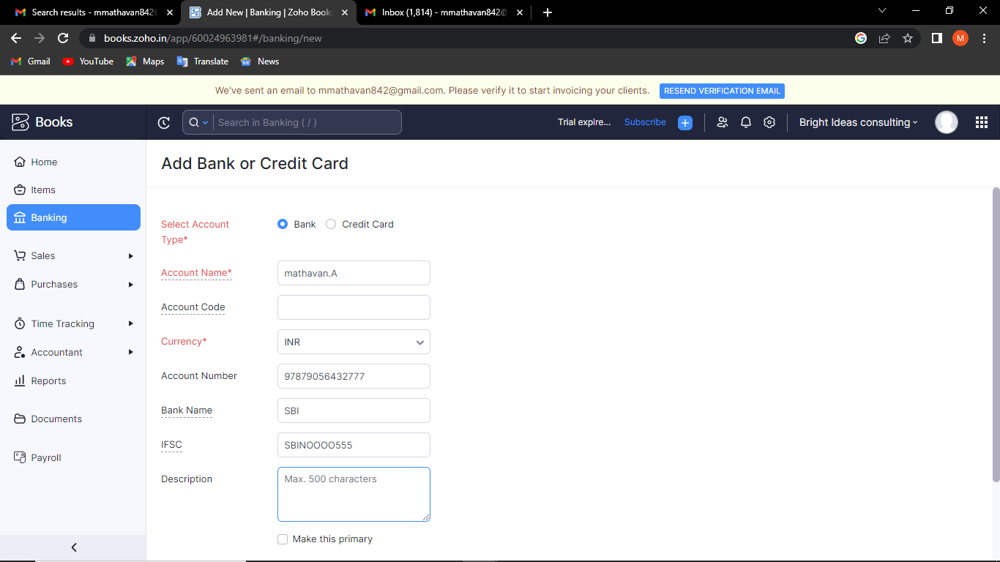 Search results - mmathavan842(
Add New | Banking | Zoho Book
Inbox (1,814) - mmathavan842@
books.zoho.in/app/60024963981#/banking/new
M
Gmail
YouTube
Maps
Translate
News
We've sent an email to mmathavan842@gmail.com. Please verify it to start invoicing your clients.
RESEND VERIFICATION EMAIL
Books
Search in Banking ( / )
Trial expire...
Subscribe
Bright Ideas consulting
Home
Items
Banking
Sales
Purchases
Time Tracking
Accountant
Reports
Documents
Payroll
Add Bank or Credit Card
Select Account
Type*
Bank
Credit Card
Account Name*
mathavan.A
Account Code
Currency*
INR
Account Number
97879056432777
Bank Name
SBI
IFSC
SBINOOOO555
Description
Max. 500 characters
Make this primary